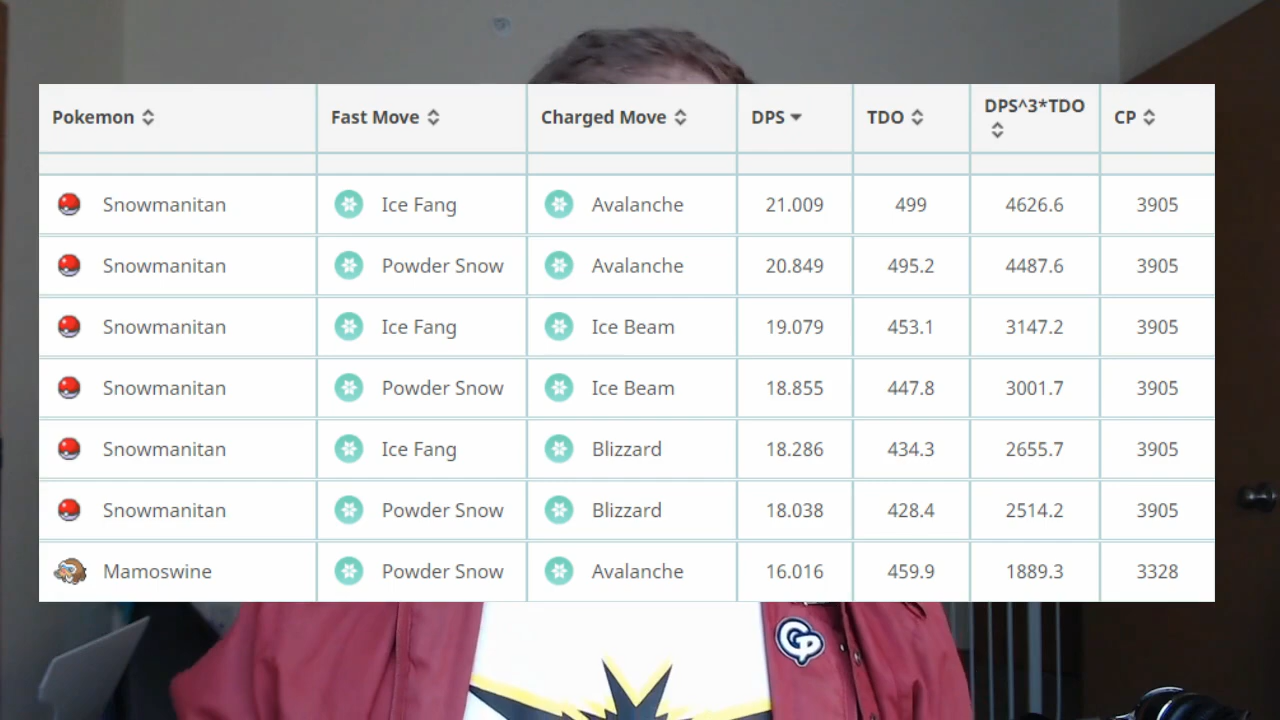 Pokemon Fast Move Charged Move DPS TDO DPS^3*TDO CP
Snowmanitan Ice Fang Avalanche 21.009 499 4626.6 3905
Snowmanitan Powder Snow Avalanche 20.849 495.2 4487.6 3905
Snowmanitan Ice Fang Ice Beam 19.079 453.1 3147.2 3905
Snowmanitan Powder Snow Ice Beam 18.855 447.8 3001.7 3905
Snowmanitan Ice Fang Blizzard 18.286 434.3 2655.7 3905
Snowmanitan Powder Snow Blizzard 18.038 428.4 2514.2 3905
Mamoswine Powder Snow Avalanche 16.016 459.9 1889.3 3328
GP